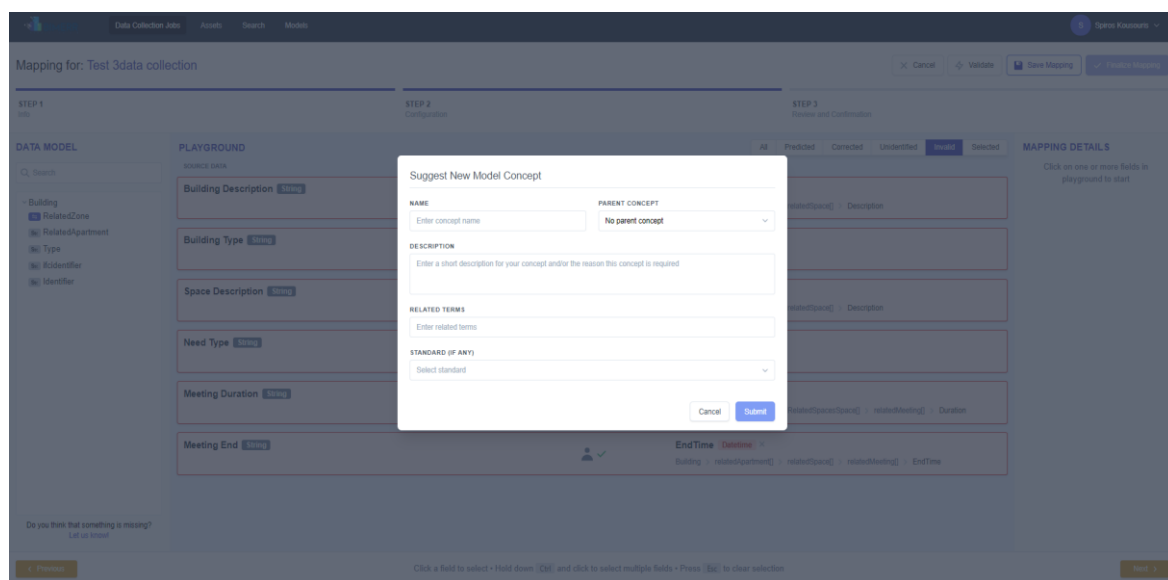 Data Collection Jobs Assets Search Models
S Spiros Kousouris
Mapping for: Test 3data collection
Cancel Validate Save Mapping Finalize Mapping
STEP 1 STEP 2 STEP 3
Info Configuration Review and Confirmation
DATA MODEL
Search
Building
RelatedZone
RelatedApartment
Type
Identifier
PLAYGROUND
All Predicted Corrected Unidentified Invalid Selected
SOURCE DATA
Building Description String
relatedSpace[] Description
Building Type String
Space Description String
relatedSpace[] Description
Need Type String
Meeting Duration String
RelatedSpacesSpace[] relatedMeeting[] Duration
Meeting End String
EndTime Datetime ×
Building relatedApartment[] relatedSpace[] relatedMeeting[] EndTime
MAPPING DETAILS
Click on one or more fields in
playground to start
Suggest New Model Concept
NAME PARENT CONCEPT
Enter concept name No parent concept
DESCRIPTION
Enter a short description for your concept and/or the reason this concept is required
RELATED TERMS
Enter related terms
STANDARD (IF ANY)
Select standard
Cancel Submit
Do you think that something is missing?
Let us know!
Previous
Click a field to select • Hold down Ctrl and click to select multiple fields • Press Esc to clear selection
Next